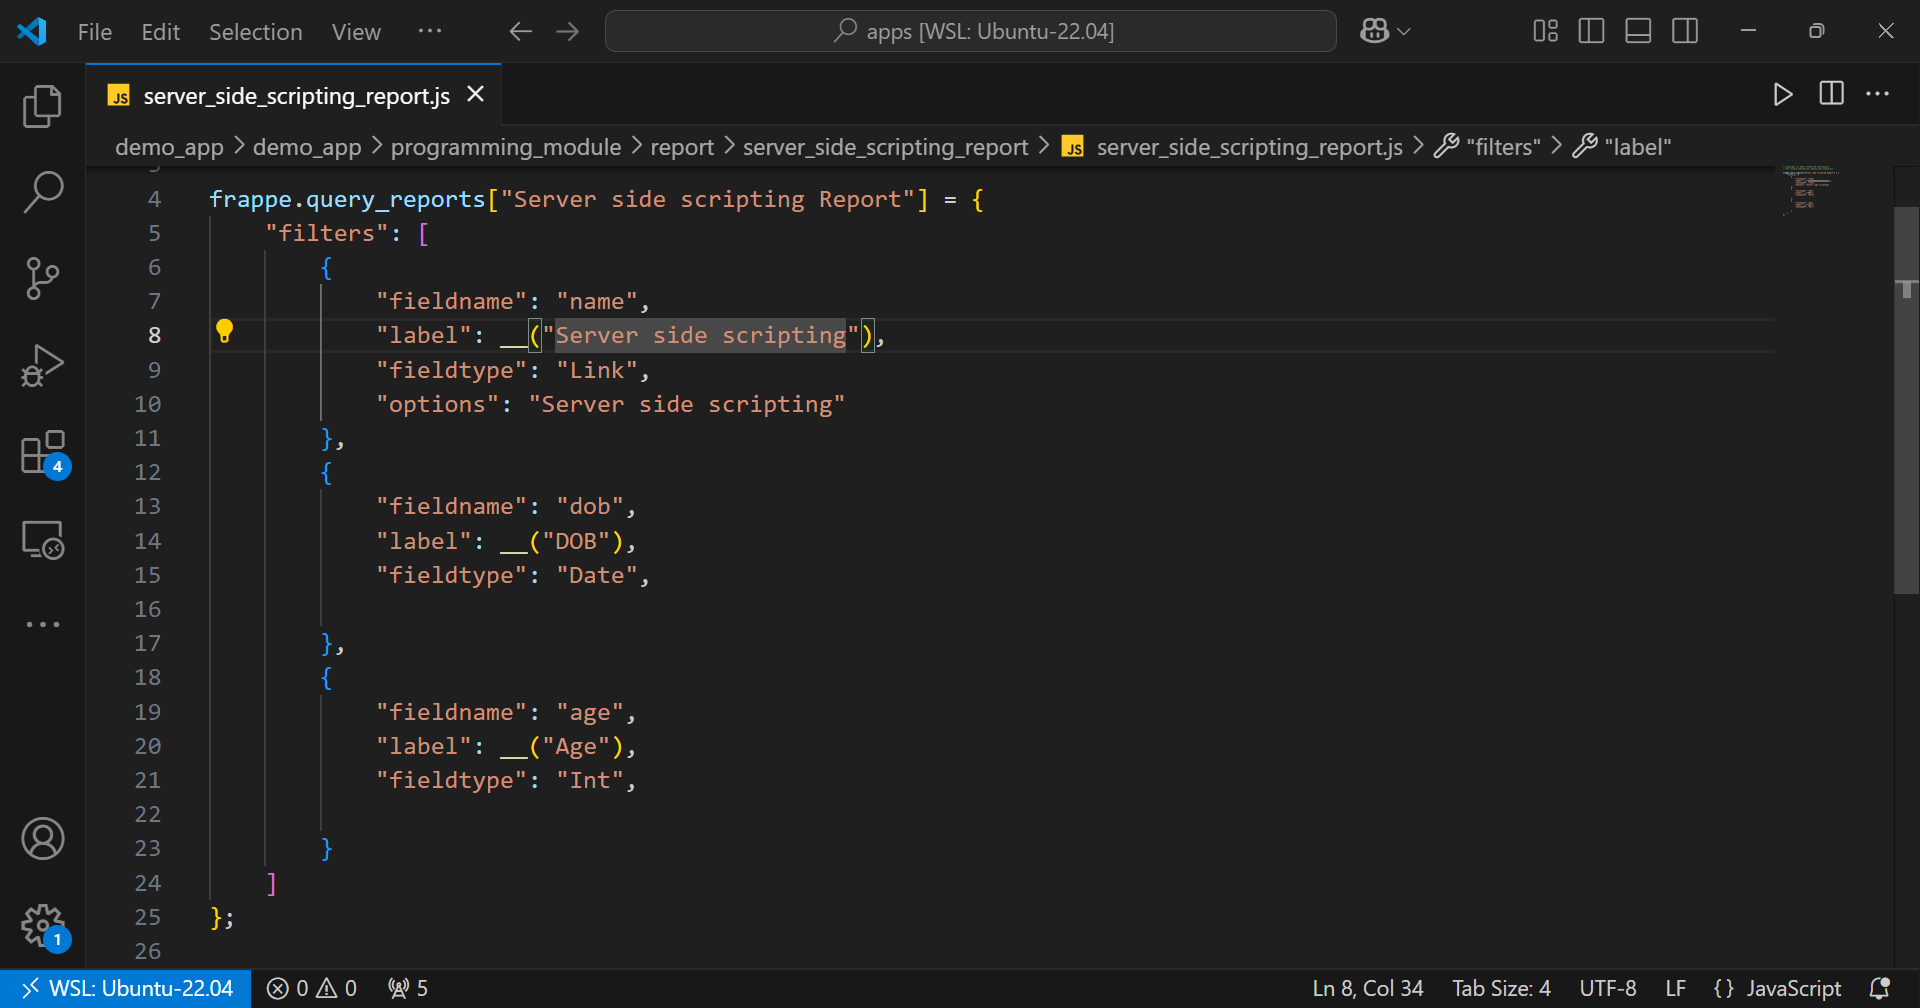 File Edit Selection View ··· apps [WSL: Ubuntu-22.04]
JS server_side_scripting_report.js
demo_app > demo_app > programming_module > report > server_side_scripting_report > JS server_side_scripting_report.js > "filters" > "label"
4 frappe.query_reports["Server side scripting Report"] = {
5 "filters": [
6 {
7 "fieldname": "name",
8 "label": __("Server side scripting"),
9 "fieldtype": "Link",
10 "options": "Server side scripting"
11 },
12 {
13 "fieldname": "dob",
14 "label": __("DOB"),
15 "fieldtype": "Date",
16
17 },
18 {
19 "fieldname": "age",
20 "label": __("Age"),
21 "fieldtype": "Int",
22
23 }
24 ]
25 };
26
4
1
WSL: Ubuntu-22.04 0 0 5 Ln 8, Col 34 Tab Size: 4 UTF-8 LF {} JavaScript